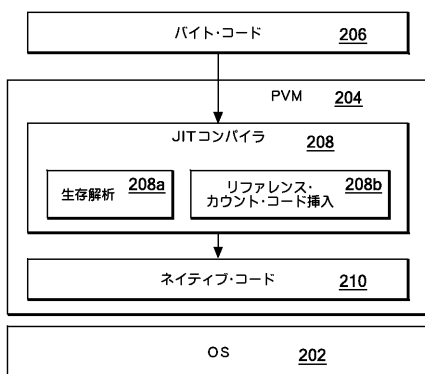 バイト・コード 206
PVM 204
JITコンパイラ 208
生存解析 208a
リファレンス・ 208b
カウント・コード挿入
ネイティブ・コード 210
OS 202